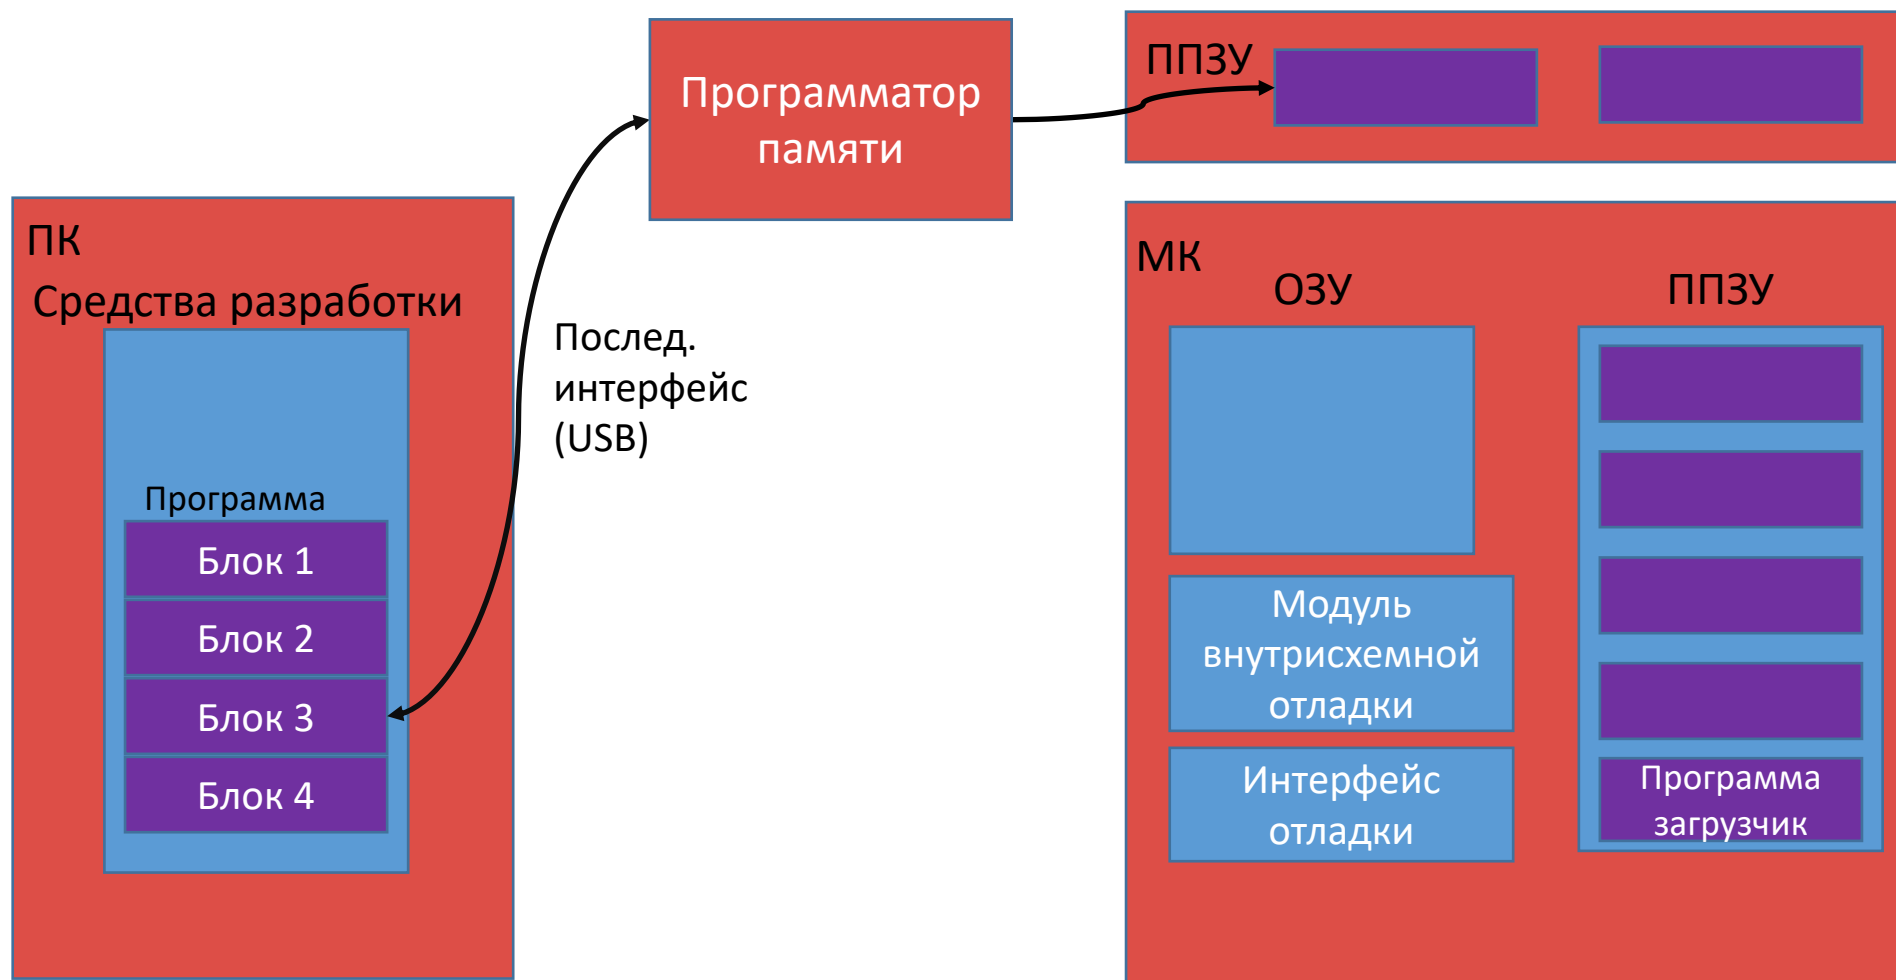 Программатор
памяти
ППЗУ
ПК
Средства разработки
Послед.
интерфейс
(USB)
Программа
Блок 1
Блок 2
Блок 3
Блок 4
МК
ОЗУ
ППЗУ
Модуль
внутрисхемной
отладки
Интерфейс
отладки
Программа
загрузчик